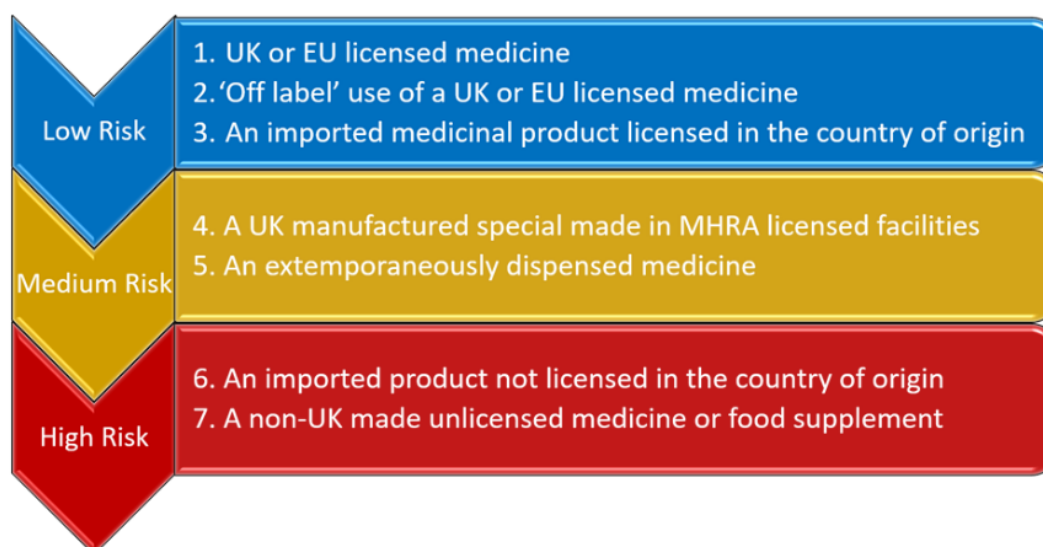 Low Risk
1. UK or EU licensed medicine
2. ‘Off label’ use of a UK or EU licensed medicine
3. An imported medicinal product licensed in the country of origin
Medium Risk
4. A UK manufactured special made in MHRA licensed facilities
5. An extemporaneously dispensed medicine
High Risk
6. An imported product not licensed in the country of origin
7. A non-UK made unlicensed medicine or food supplement